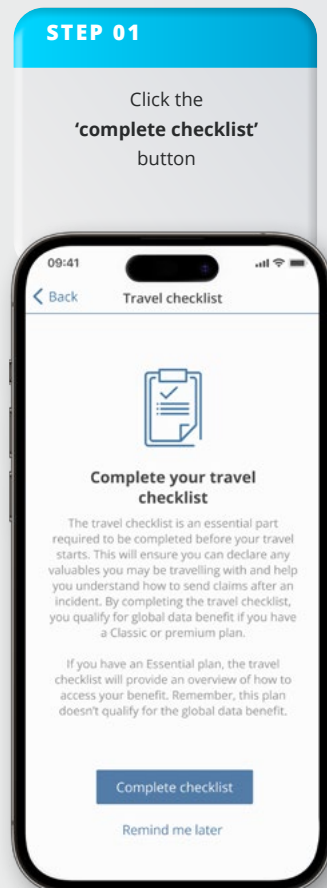 STEP 01
Click the
‘complete checklist’
button
09:41
Back
Travel checklist
Complete your travel
checklist
The travel checklist is an essential part
required to be completed before your travel
starts. This will ensure you can declare any
valuables you may be travelling with and help
you understand how to send claims after an
incident. By completing the travel checklist,
you qualify for global data benefit if you have
a Classic or premium plan.
If you have an Essential plan, the travel
checklist will provide an overview of how to
access your benefit. Remember, this plan
doesn’t qualify for the global data benefit.
Complete checklist
Remind me later